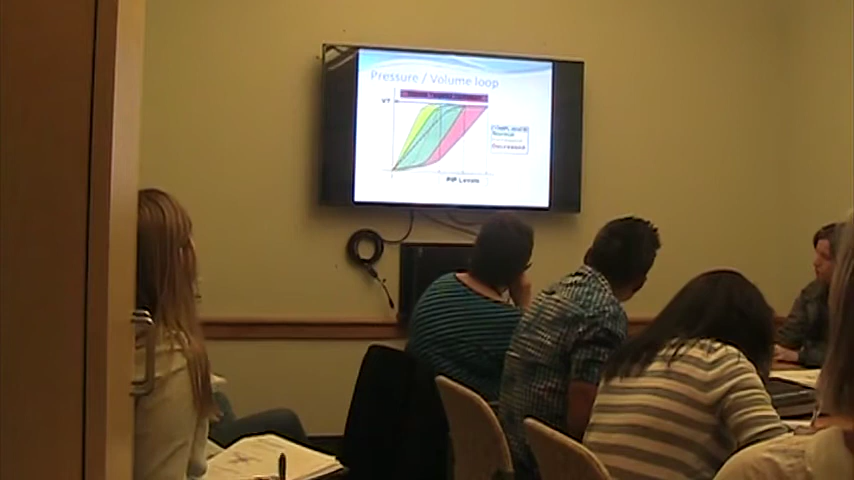 Pressure / Volume loop
VT
COMPLIANCE
Normal
Decreased
PIP Levels